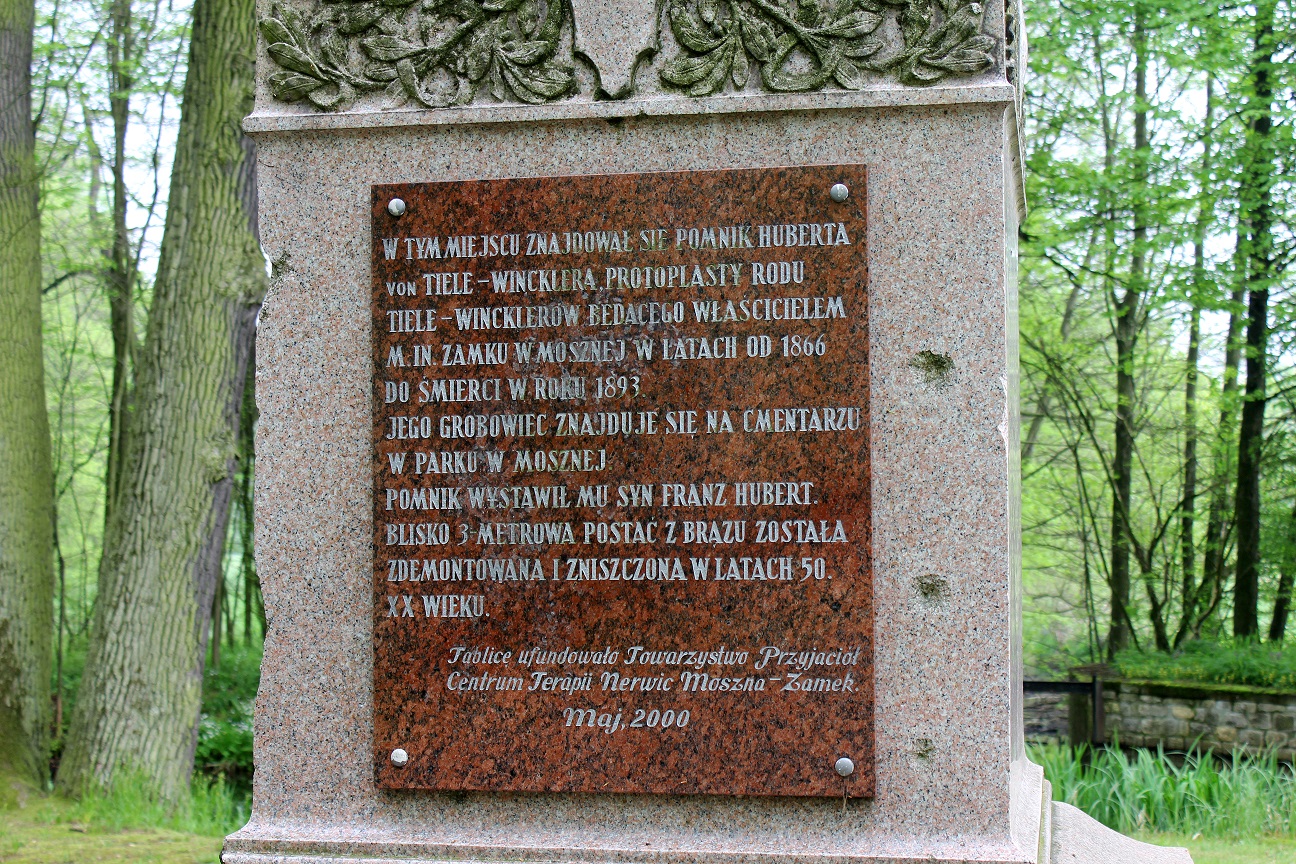 W TYM MIEJSCU ZNAJDOWAŁ SIĘ POMNIK HUBERTA
VON TIELE-WINCKLERA, PROTOPLASTY RODU
TIELE-WINCKLERÓW BĘDĄCEGO WŁAŚCICIELEM
M.IN. ZAMKU W MOSZNEJ W LATACH OD 1866
DO ŚMIERCI W ROKU 1893.
JEGO GROBOWIEC ZNAJDUJE SIĘ NA CMENTARZU
W PARKU W MOSZNEJ
POMNIK WYSTAWIŁ MU SYN FRANZ HUBERT.
BLISKO 3-METROWA POSTAĆ Z BRĄZU ZOSTAŁA
ZDEMONTOWANA I ZNISZCZONA W LATACH 50.
XX WIEKU.
Tablice ufundowało Towarzystwo Przyjaciół
Centrum Terapii Nerwic Moszna-Zamek.
Maj, 2000